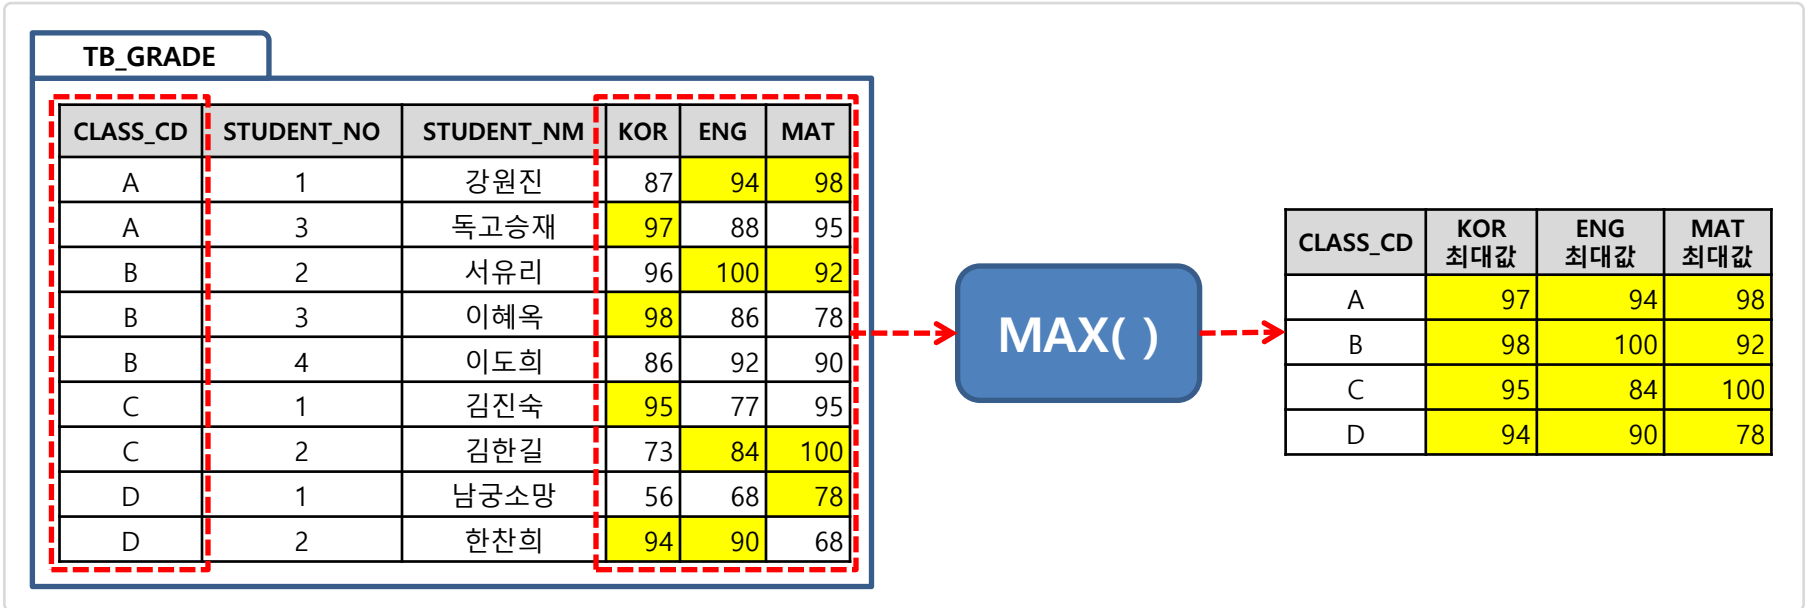 TB_GRADE
CLASS_CD STUDENT_NO STUDENT_NM KOR ENG MAT
A 1 강원진 87 94 98
A 3 독고승재 97 88 95
B 2 서유리 96 100 92
B 3 이혜옥 98 86 78
B 4 이도희 86 92 90
C 1 김진숙 95 77 95
C 2 김한길 73 84 100
D 1 남궁소망 56 68 78
D 2 한찬희 94 90 68
MAX( )
CLASS_CD KOR 최대값 ENG 최대값 MAT 최대값
A 97 94 98
B 98 100 92
C 95 84 100
D 94 90 78